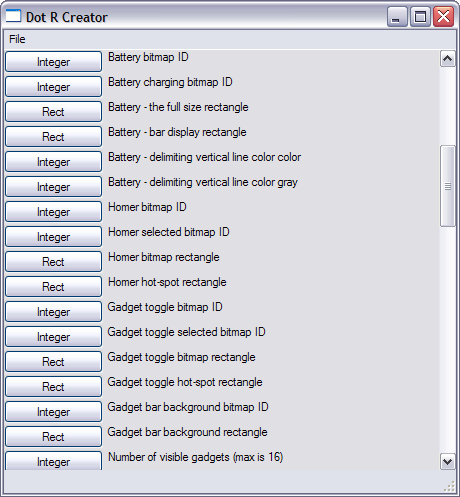 Dot R Creator
File
Integer Battery bitmap ID
Integer Battery charging bitmap ID
Rect Battery - the full size rectangle
Rect Battery - bar display rectangle
Integer Battery - delimiting vertical line color color
Integer Battery - delimiting vertical line color gray
Integer Homer bitmap ID
Integer Homer selected bitmap ID
Rect Homer bitmap rectangle
Rect Homer hot-spot rectangle
Integer Gadget toggle bitmap ID
Integer Gadget toggle selected bitmap ID
Rect Gadget toggle bitmap rectangle
Rect Gadget toggle hot-spot rectangle
Integer Gadget bar background bitmap ID
Rect Gadget bar background rectangle
Integer Number of visible gadgets (max is 16)